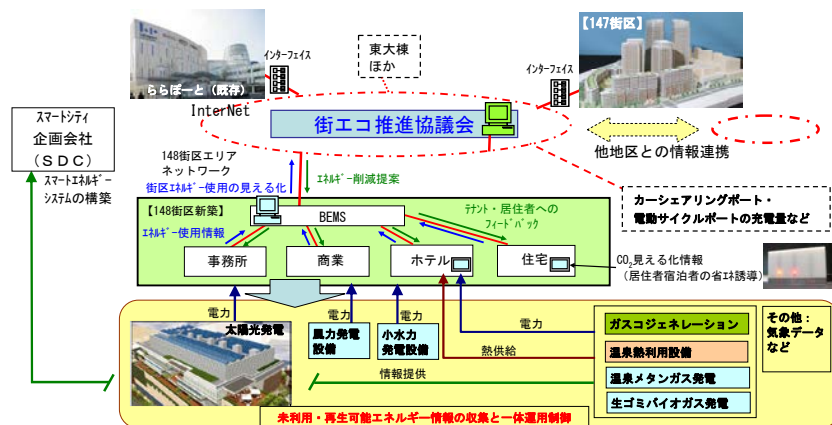 インターフェイス
東大棟
ほか
インターフェイス
【147街区】
ららぽーと（既存）
InterNet
街エコ推進協議会
スマートシティ
企画会社
（SDC）
スマートエネルギー
システムの構築
148街区エリア
ネットワーク
街区エネルギー使用の見える化
エネルギー削減提案
他地区との情報連携
カーシェアリングポート・
電動サイクルポートの充電量など
【148街区新築】
BEMS
テナント・居住者への
フィードバック
エネルギー使用情報
事務所
商業
ホテル
住宅
CO₂見える化情報
（居住者宿泊者の省エネ誘導）
電力
電力
電力
電力
太陽光発電
風力発電
設備
小水力
発電設備
熱供給
情報提供
ガスコジェネレーション
温泉熱利用設備
温泉メタンガス発電
生ゴミバイオガス発電
その他：
気象データ
など
未利用・再生可能エネルギー情報の収集と一体運用制御